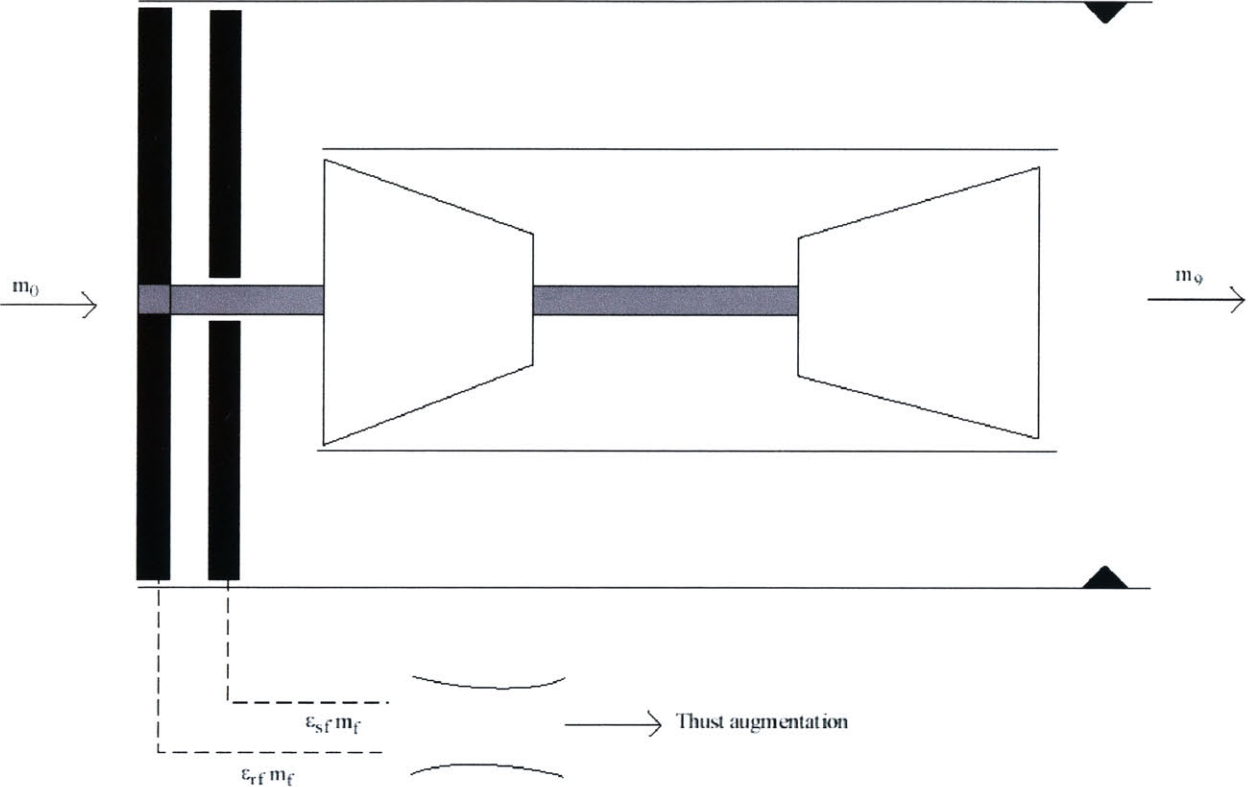 m₀
m₉
εsf mf
Thust augmentation
εrf mf